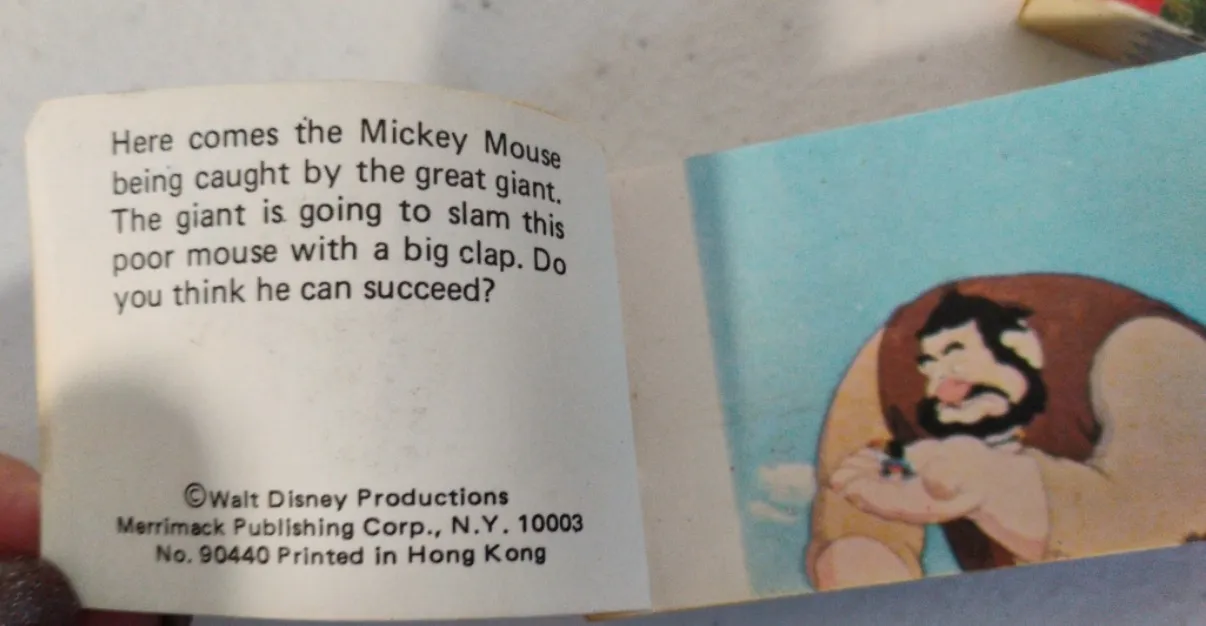 Here comes the Mickey Mouse
being caught by the great giant.
The giant is going to slam this
poor mouse with a big clap. Do
you think he can succeed?
©Walt Disney Productions
Merrimack Publishing Corp., N.Y. 10003
No. 90440 Printed in Hong Kong